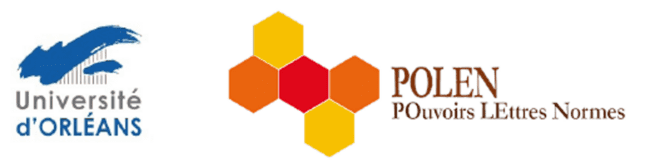 Université
d'ORLÉANS
POLEN
POuvoirs LEttres Normes